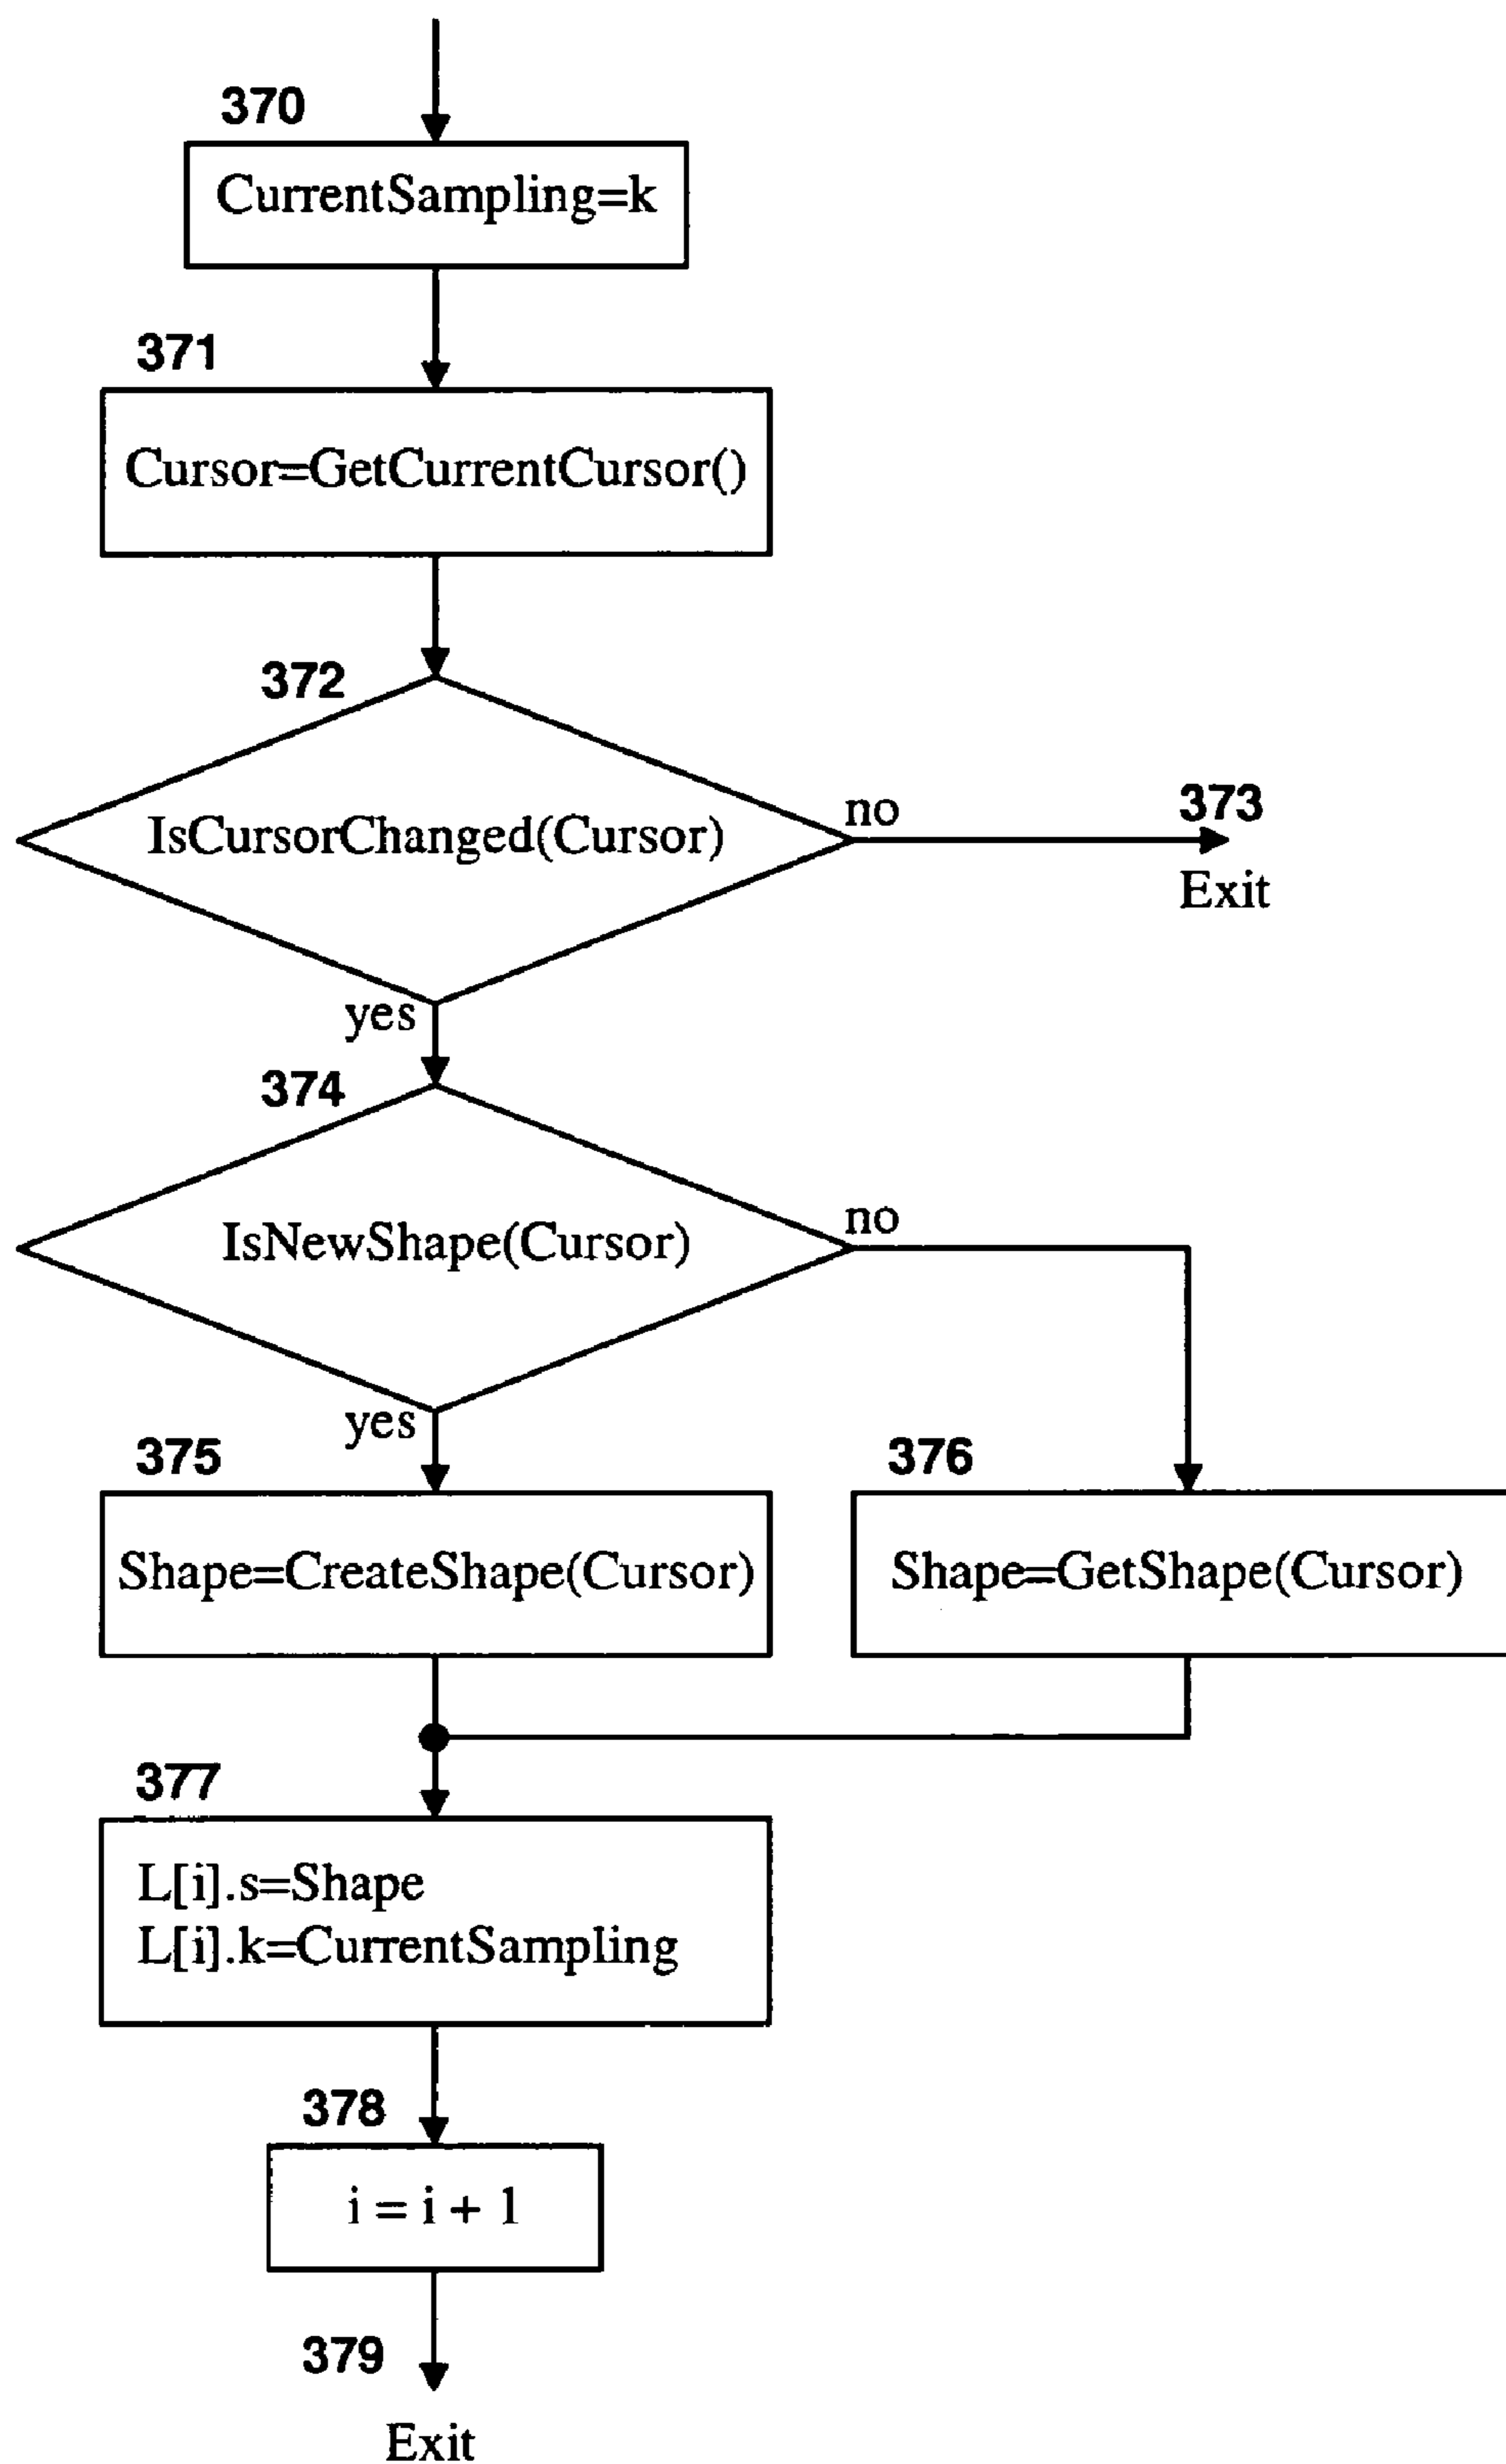 370
CurrentSampling=k
371
Cursor=GetCurrentCursor()
372
IsCursorChanged(Cursor)
no
373
Exit
yes
374
IsNewShape(Cursor)
no
yes
375
Shape=CreateShape(Cursor)
376
Shape=GetShape(Cursor)
377
L[i].s=Shape
L[i].k=CurrentSampling
378
i = i + 1
379
Exit